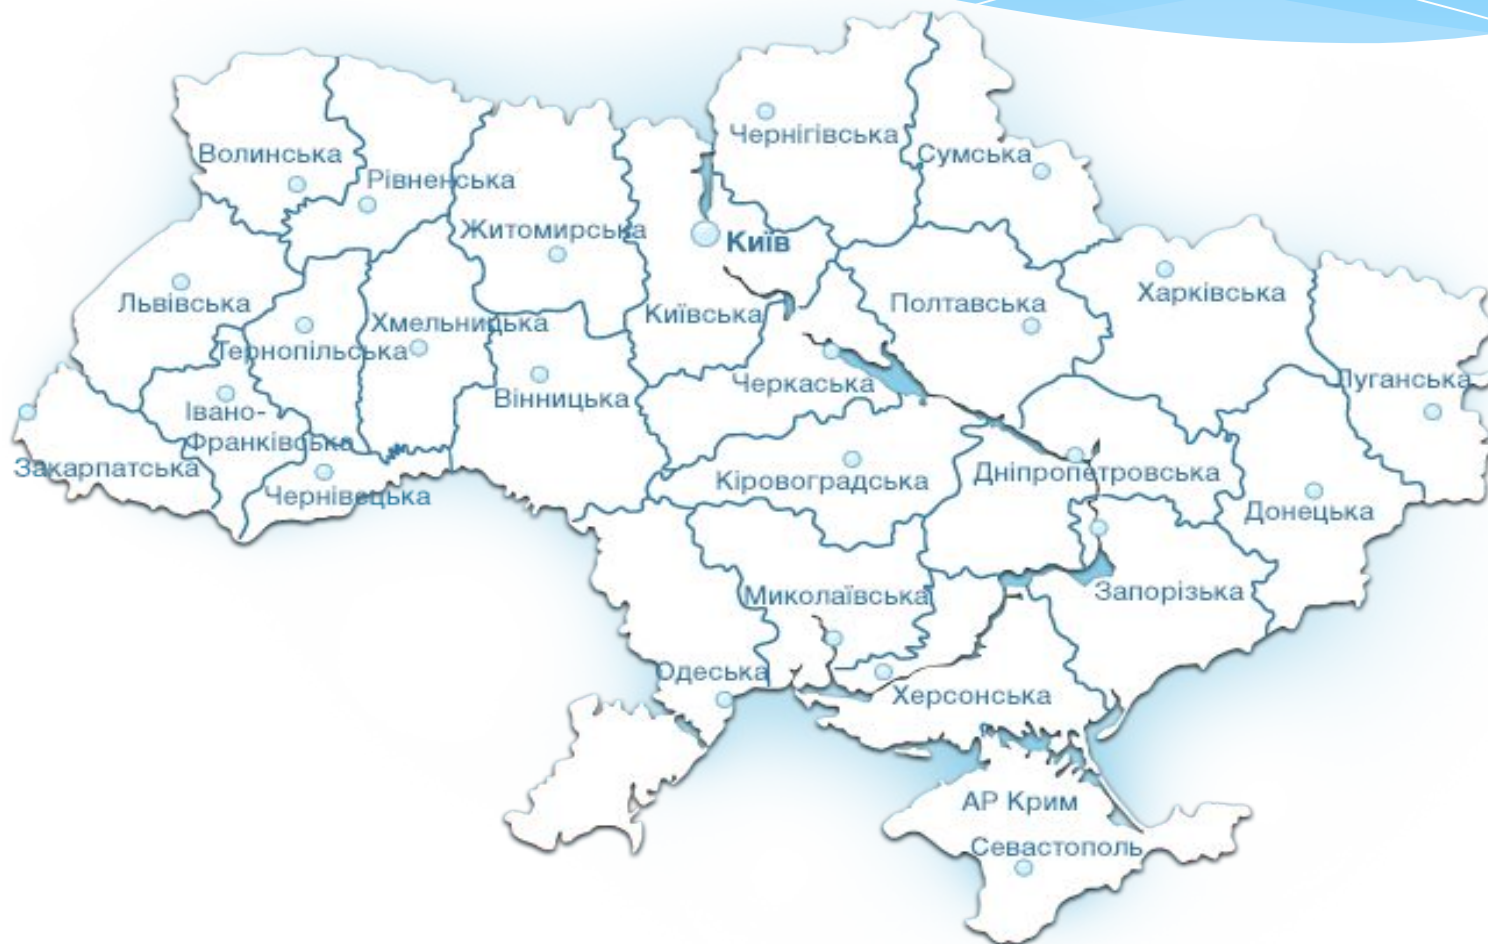 Чернігівська
Сумська
Волинська
Рівненська
Житомирська
Київ
Львівська
Київська
Полтавська
Харківська
Хмельницька
Тернопільська
Вінницька
Черкаська
Луганська
Івано-
Франківська
Закарпатська
Чернівецька
Кіровоградська
Дніпропетровська
Донецька
Миколаївська
Запорізька
Одеська
Херсонська
АР Крим
Севастополь